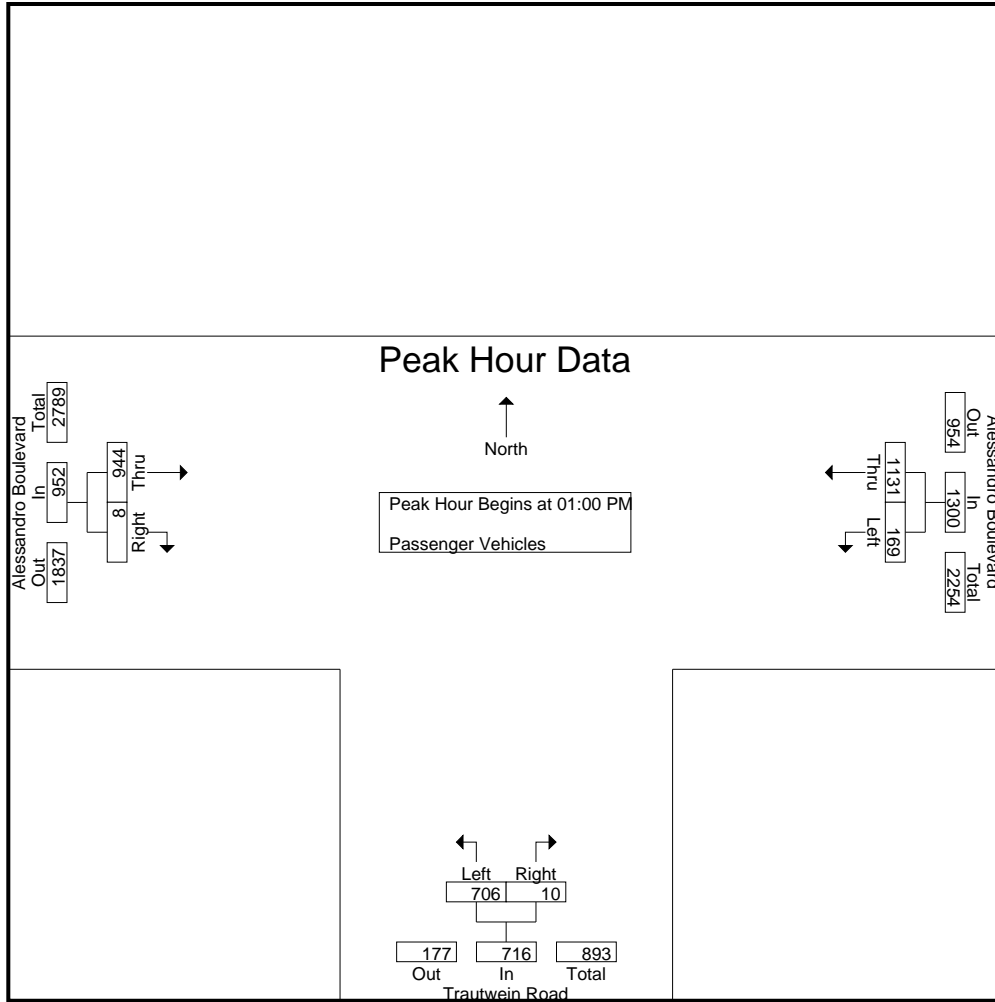 Peak Hour Data
North
Peak Hour Begins at 01:00 PM
Passenger Vehicles
Alessandro Boulevard
Total
In
Out
2789
952
1837
944
8
Thru
Right
Alessandro Boulevard
Out
In
Total
954
1300
2254
1131
169
Thru
Left
Left
Right
706
10
177
716
893
Out
In
Total
Trautwein Road